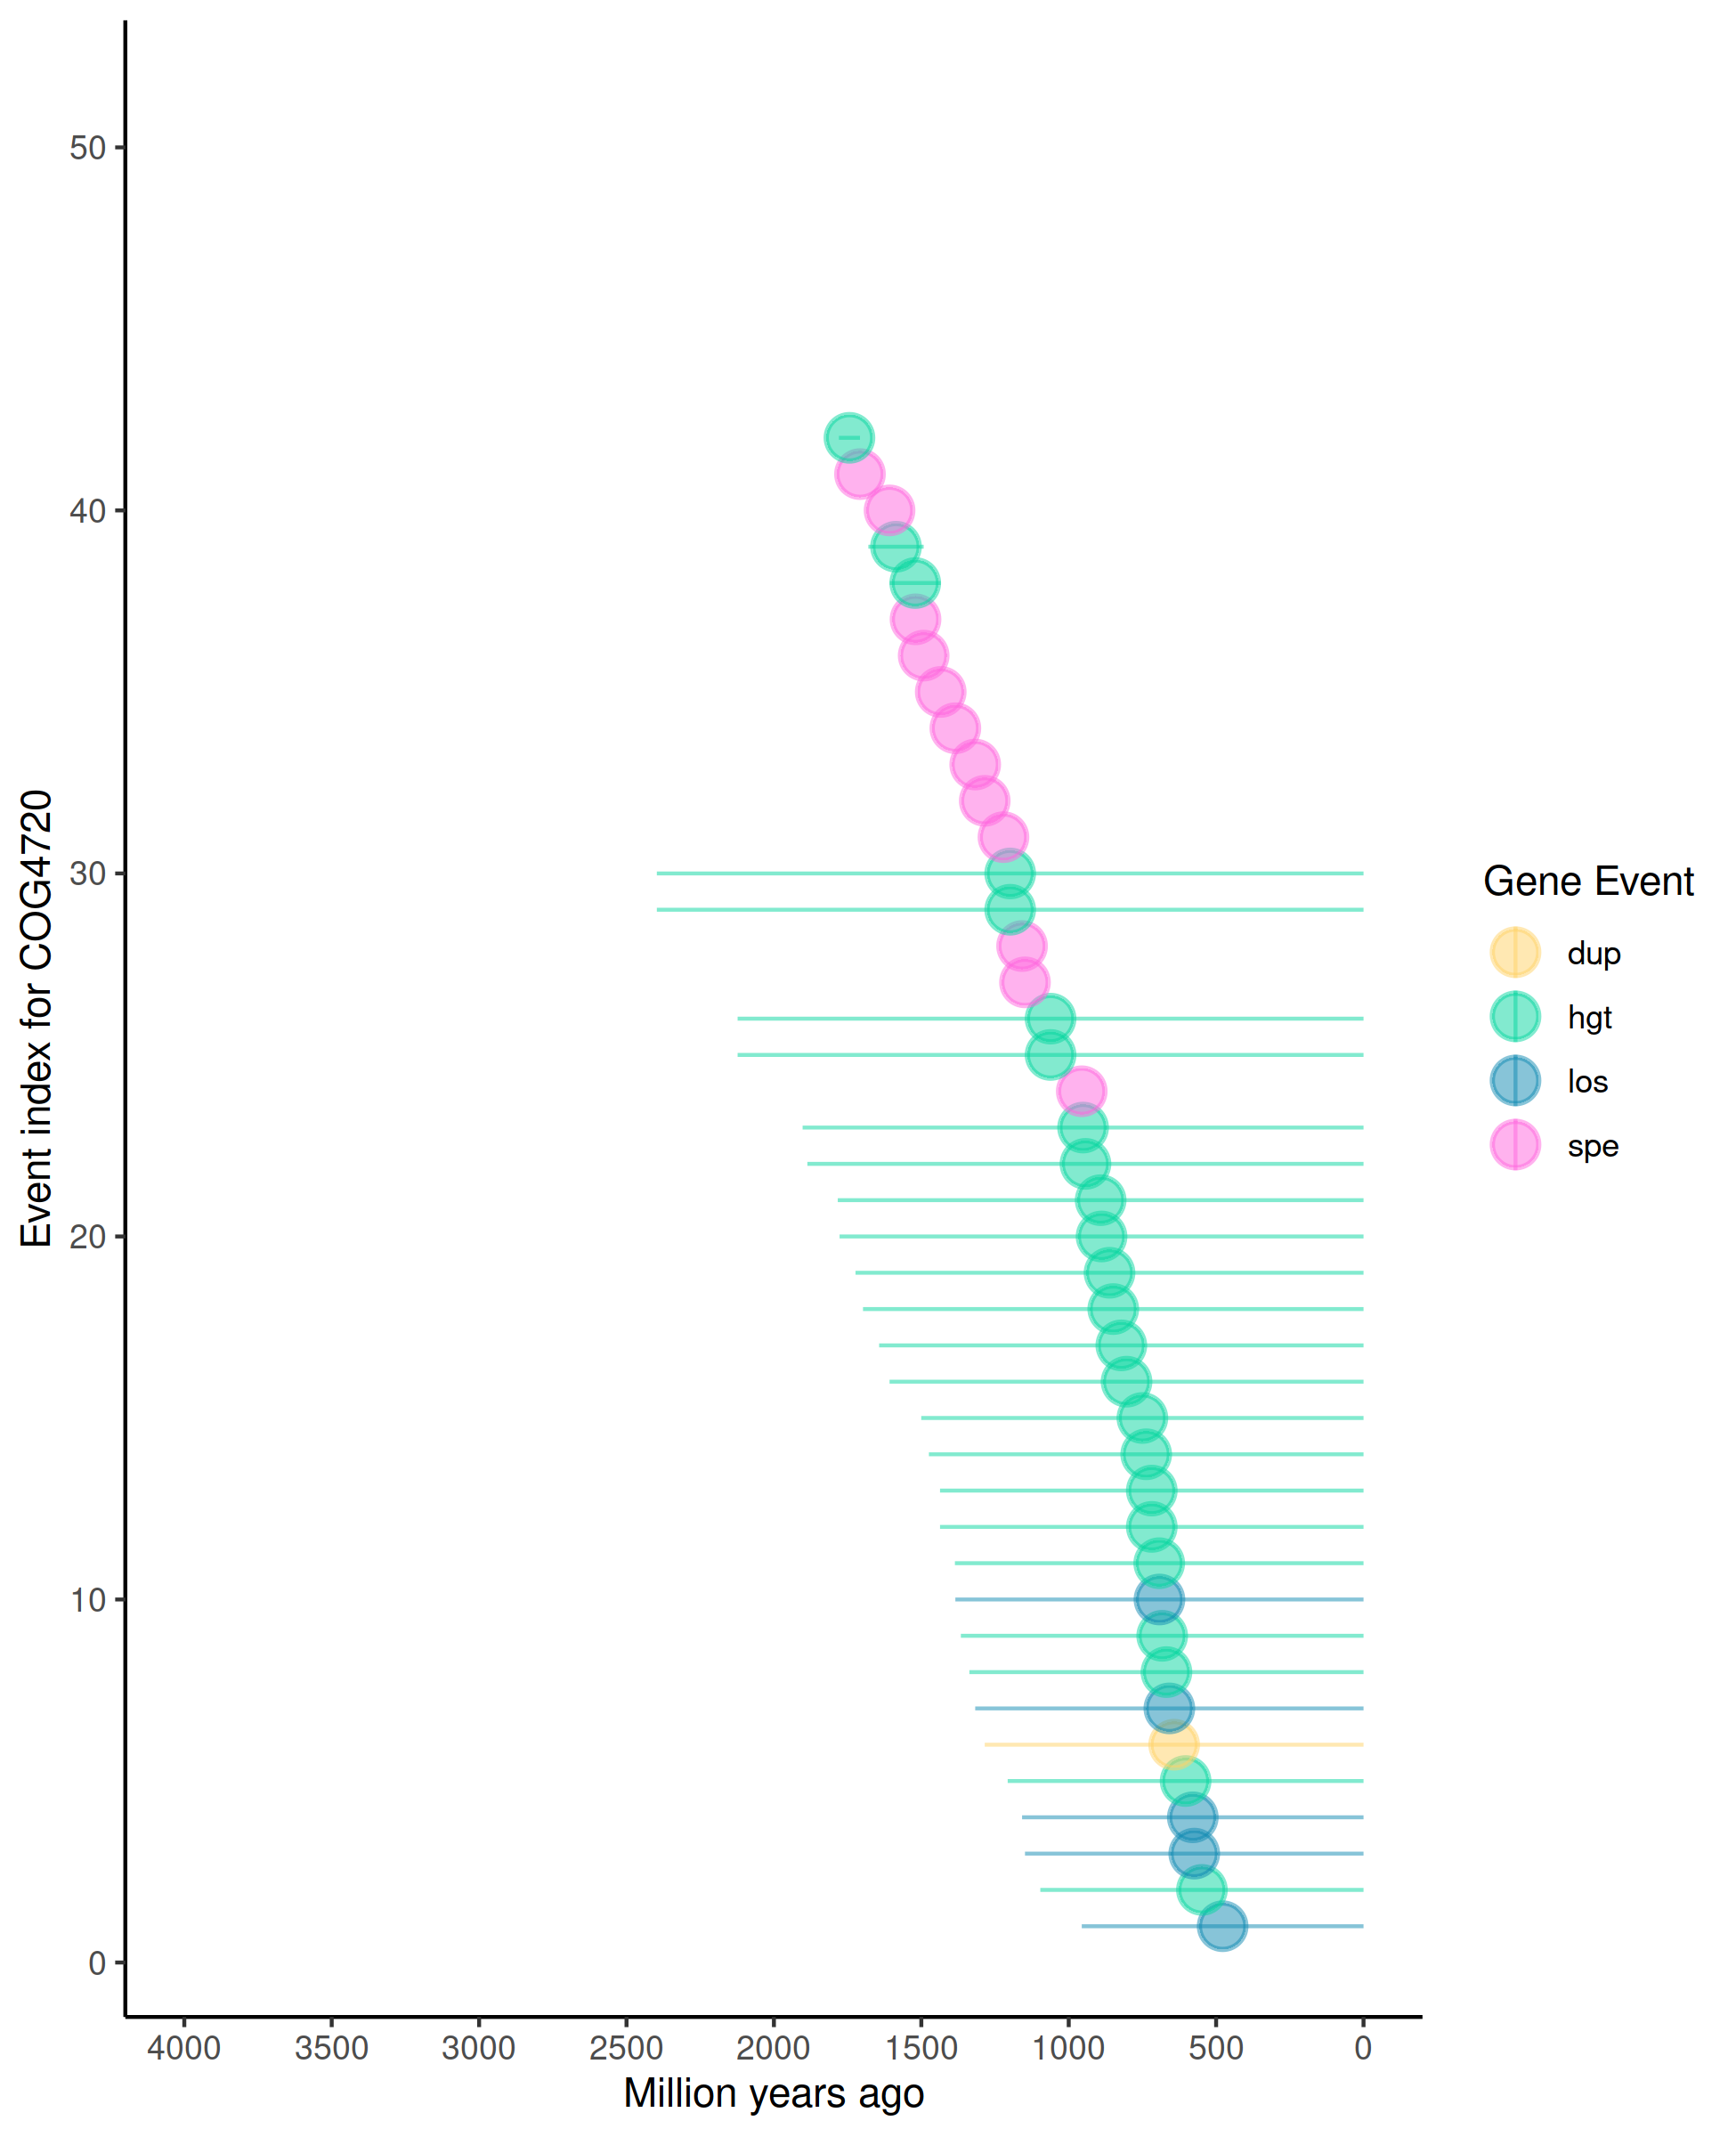 50
40
30
20
10
0
Event index for COG4720
4000 3500 3000 2500 2000 1500 1000 500 0
Million years ago
Gene Event
dup
hgt
los
spe